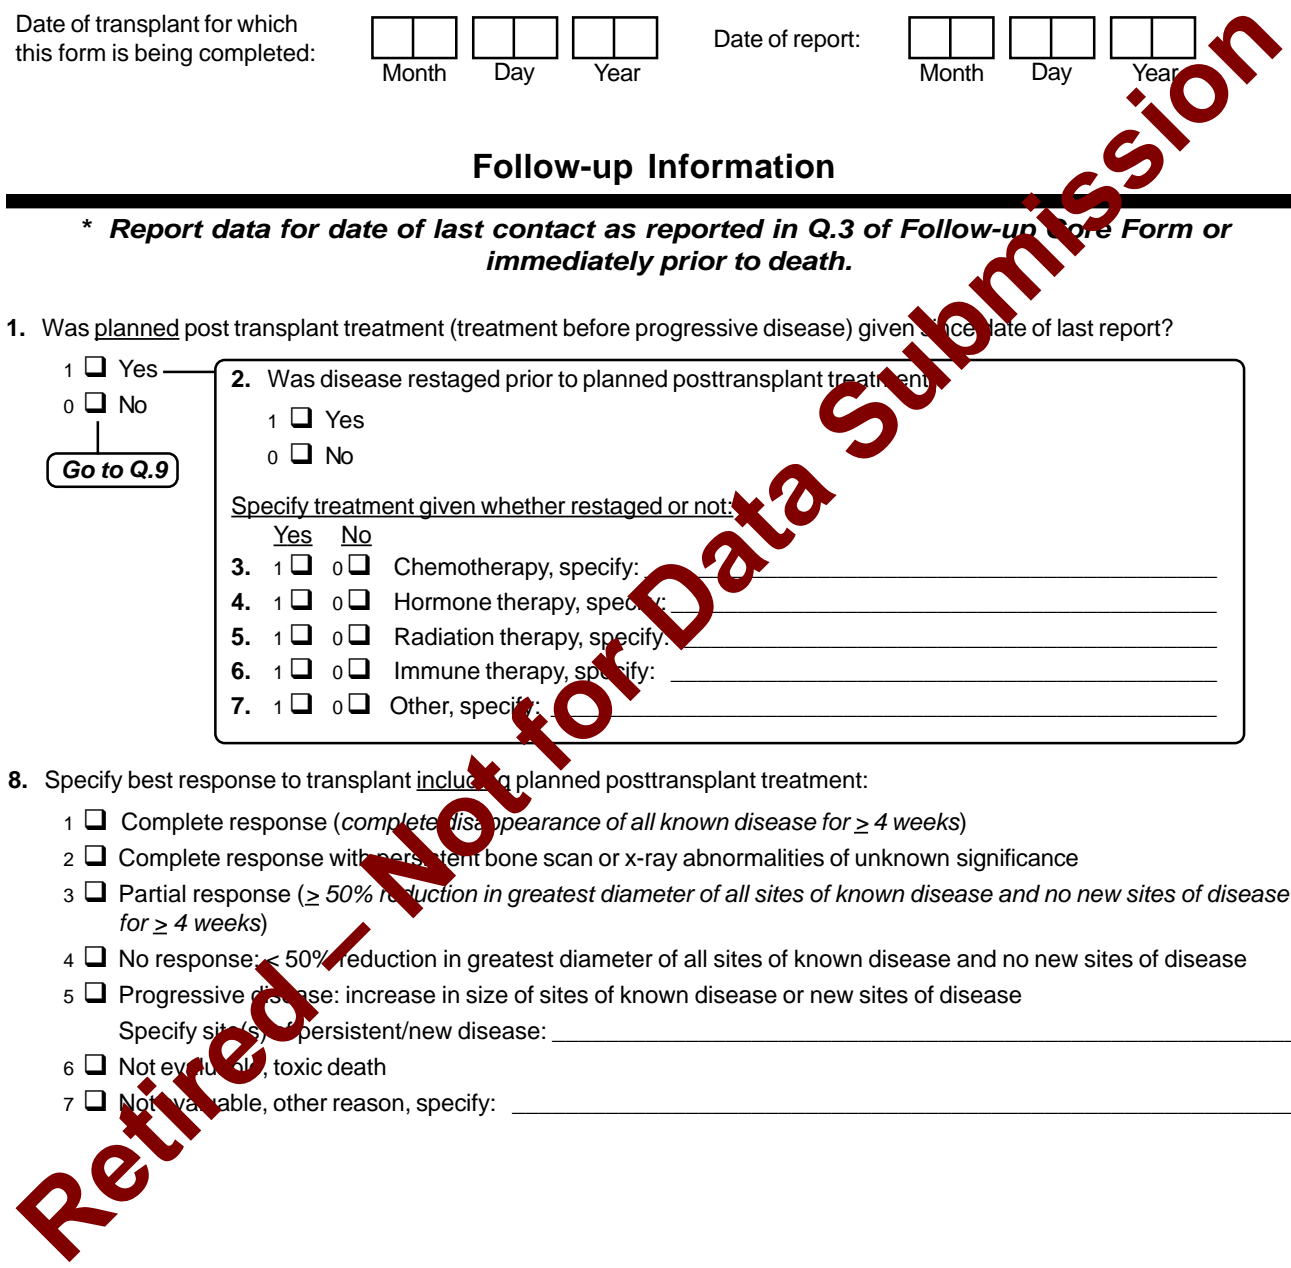 Date of transplant for which
this form is being completed:
Month Day Year
Date of report:
Month Day Year
Follow-up Information
* Report data for date of last contact as reported in Q.3 of Follow-up Core Form or
immediately prior to death.
1. Was planned post transplant treatment (treatment before progressive disease) given since date of last report?
1 ❑ Yes
0 ❑ No
Go to Q.9
2. Was disease restaged prior to planned posttransplant treatment
1 ❑ Yes
0 ❑ No
Specify treatment given whether restaged or not:
Yes No
3. 1 ❑ 0 ❑ Chemotherapy, specify:
4. 1 ❑ 0 ❑ Hormone therapy, specify:
5. 1 ❑ 0 ❑ Radiation therapy, specify:
6. 1 ❑ 0 ❑ Immune therapy, specify:
7. 1 ❑ 0 ❑ Other, specify:
8. Specify best response to transplant including planned posttransplant treatment:
1 ❑ Complete response (complete disappearance of all known disease for ≥ 4 weeks)
2 ❑ Complete response with persistent bone scan or x-ray abnormalities of unknown significance
3 ❑ Partial response (≥ 50% reduction in greatest diameter of all sites of known disease and no new sites of disease
for ≥ 4 weeks)
4 ❑ No response: < 50% reduction in greatest diameter of all sites of known disease and no new sites of disease
5 ❑ Progressive disease: increase in size of sites of known disease or new sites of disease
Specify site(s) of persistent/new disease:
6 ❑ Not evaluable, toxic death
7 ❑ Not evaluable, other reason, specify:
Retired – Not for Data Submission